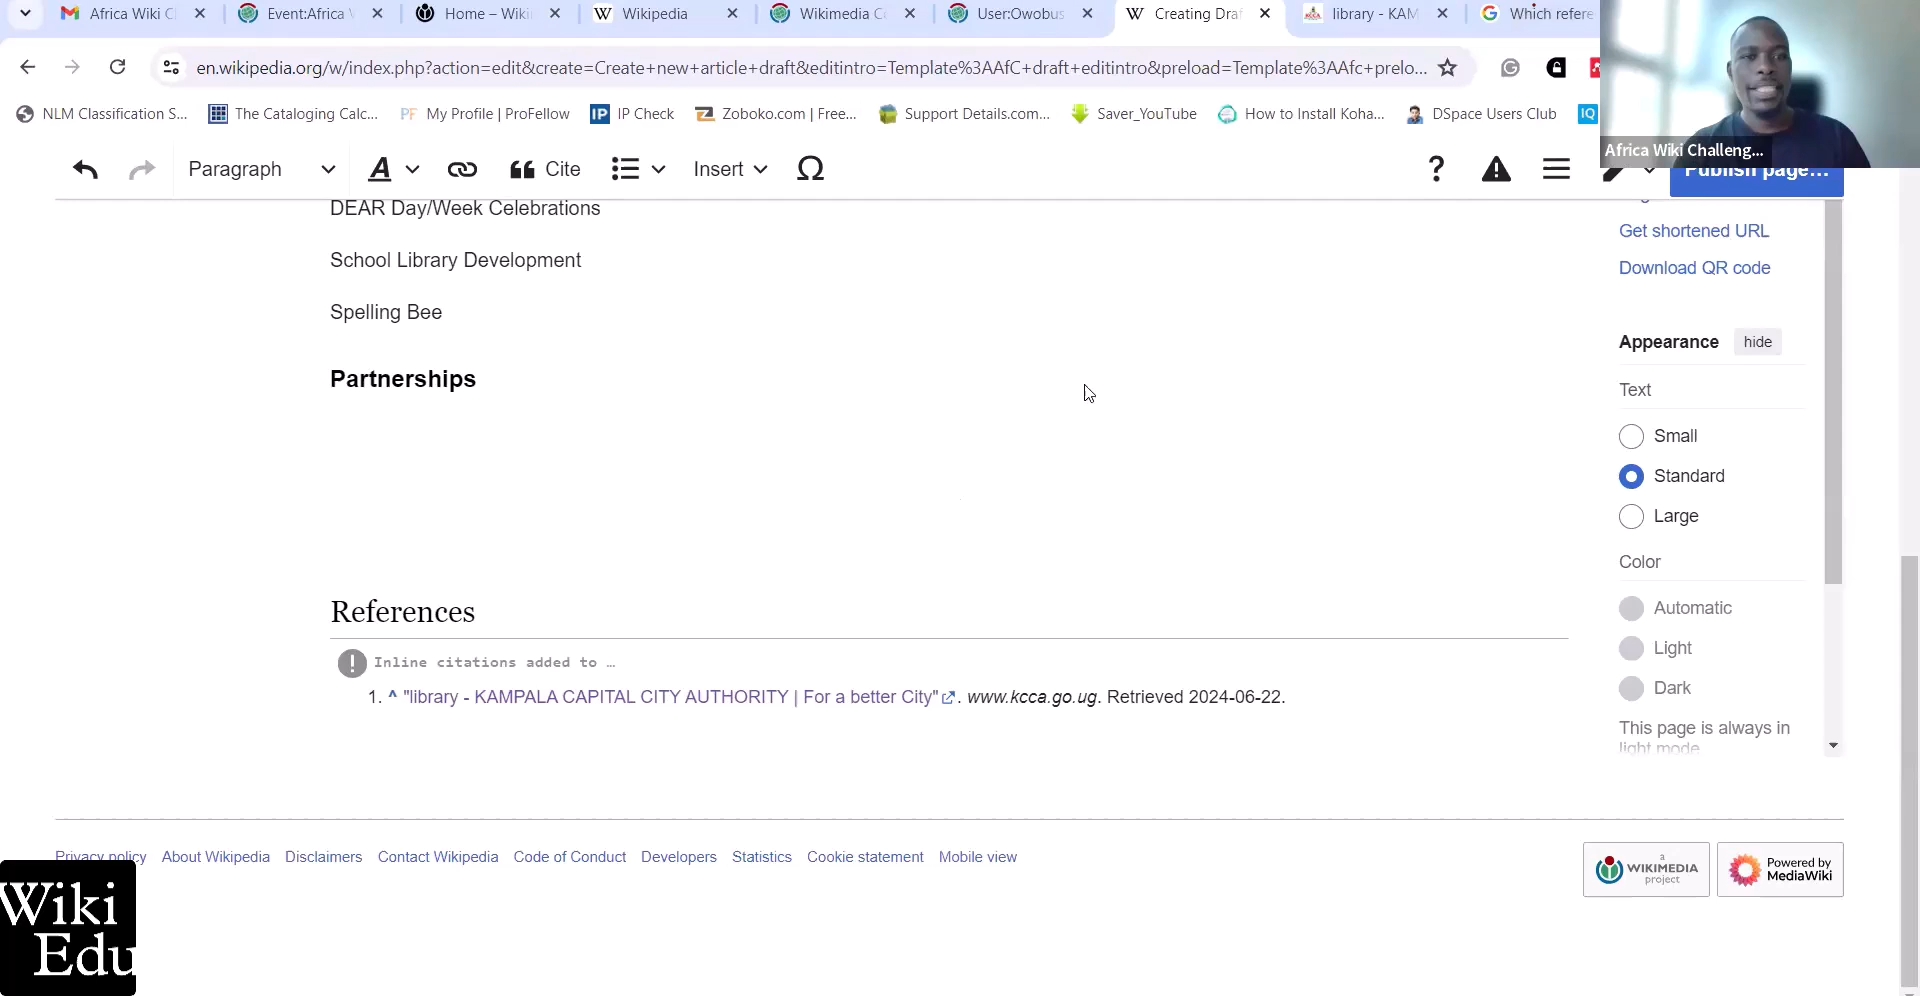 Africa Wiki C
Event:Africa
Home – Wiki
Wikipedia
Wikimedia C
User:Owobus
Creating Dra
library - KAM
Which refere
en.wikipedia.org/w/index.php?action=edit&create=Create+new+article+draft&editintro=Template%3AAfC+draft+editintro&preload=Template%3AAfc+prelo...
NLM Classification S...
The Cataloging Calc...
PF My Profile | ProFellow
IP IP Check
Zoboko.com | Free...
Support Details.com...
Saver_YouTube
How to Install Koha...
DSpace Users Club
IQ
Africa Wiki Challeng...
Paragraph
A
Cite
Insert
Ω
?
Publish page...
DEAR Day/Week Celebrations
School Library Development
Spelling Bee
Partnerships
References
Inline citations added to …
1. ^ "library - KAMPALA CAPITAL CITY AUTHORITY | For a better City". www.kcca.go.ug. Retrieved 2024-06-22.
Get shortened URL
Download QR code
Appearance hide
Text
Small
Standard
Large
Color
Automatic
Light
Dark
This page is always in
light mode
Privacy policy About Wikipedia Disclaimers Contact Wikipedia Code of Conduct Developers Statistics Cookie statement Mobile view
a
WIKIMEDIA
project
Powered by
MediaWiki
Wiki
Edu